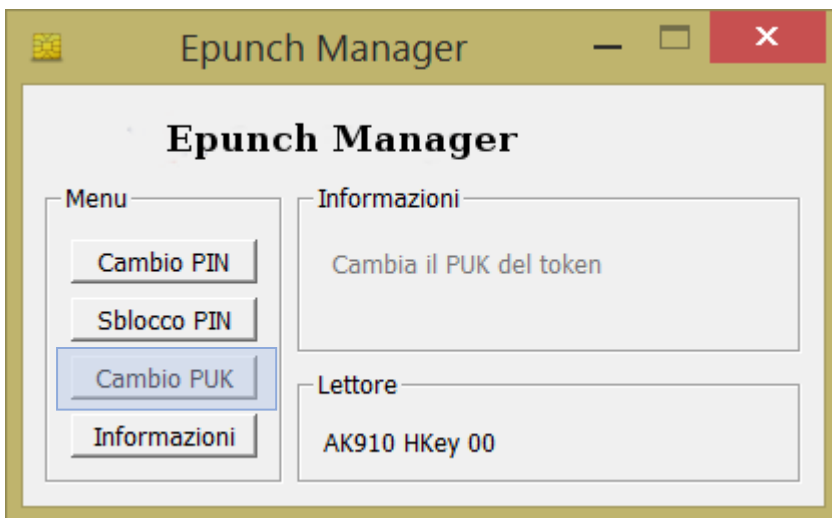 Epunch Manager
Epunch Manager
Menu
Cambio PIN
Sblocco PIN
Cambio PUK
Informazioni
Informazioni
Cambia il PUK del token
Lettore
AK910 HKey 00